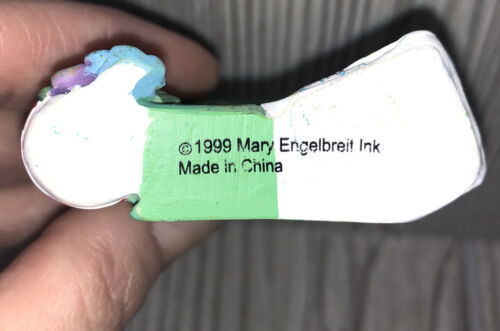 ©1999 Mary Engelbreit Ink
Made in China